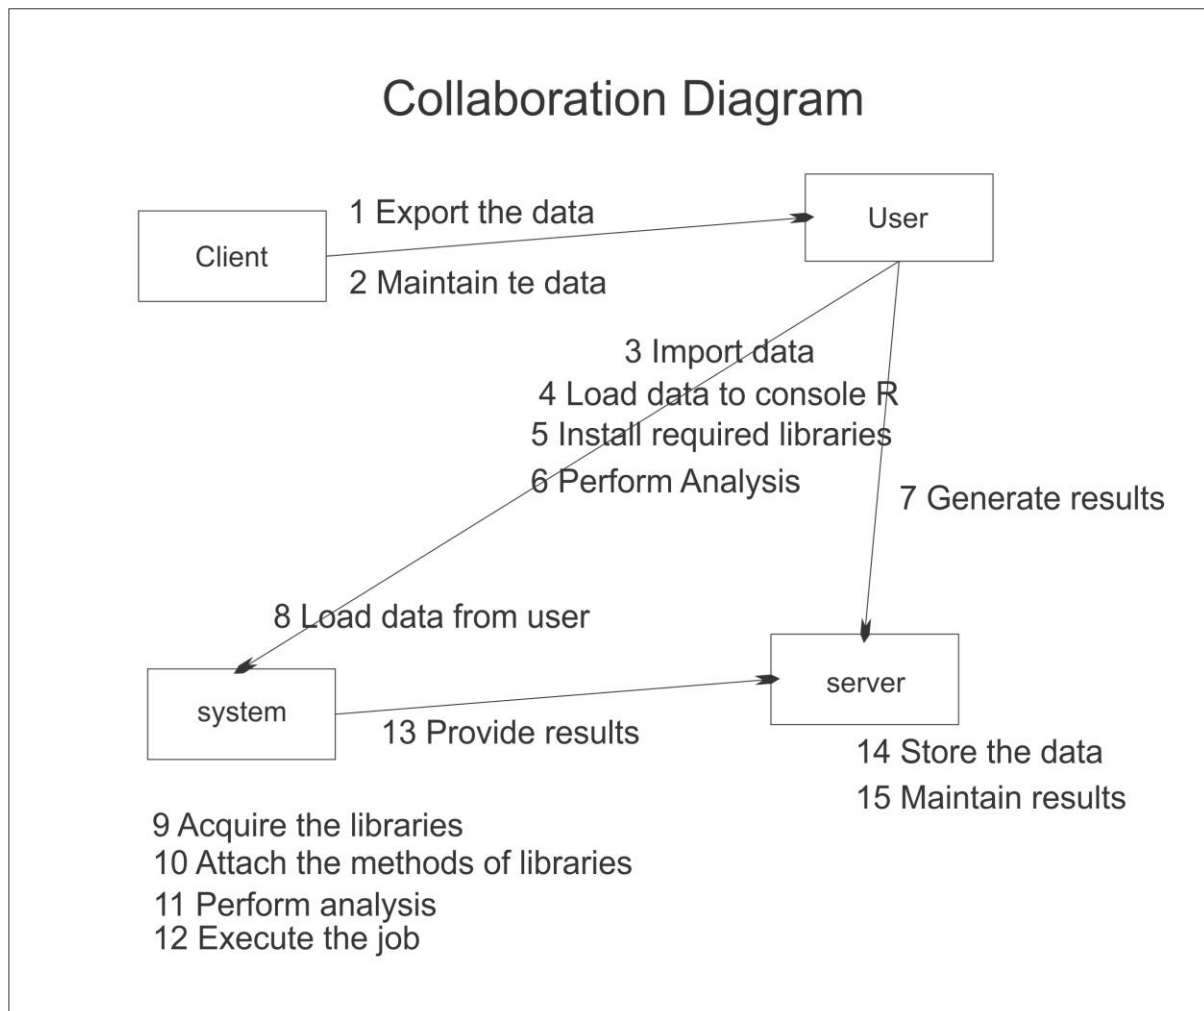 Collaboration Diagram
1 Export the data
User
Client
2 Maintain te data
3 Import data
4 Load data to console R
5 Install required libraries
6 Perform Analysis
7 Generate results
8 Load data from user
system
server
13 Provide results
14 Store the data
15 Maintain results
9 Acquire the libraries
10 Attach the methods of libraries
11 Perform analysis
12 Execute the job